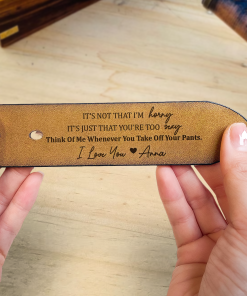 IT'S NOT THAT I'M horny
IT'S JUST THAT YOU'RE TOO sexy
Think Of Me Whenever You Take Off Your Pants.
I Love You ♥ Anna